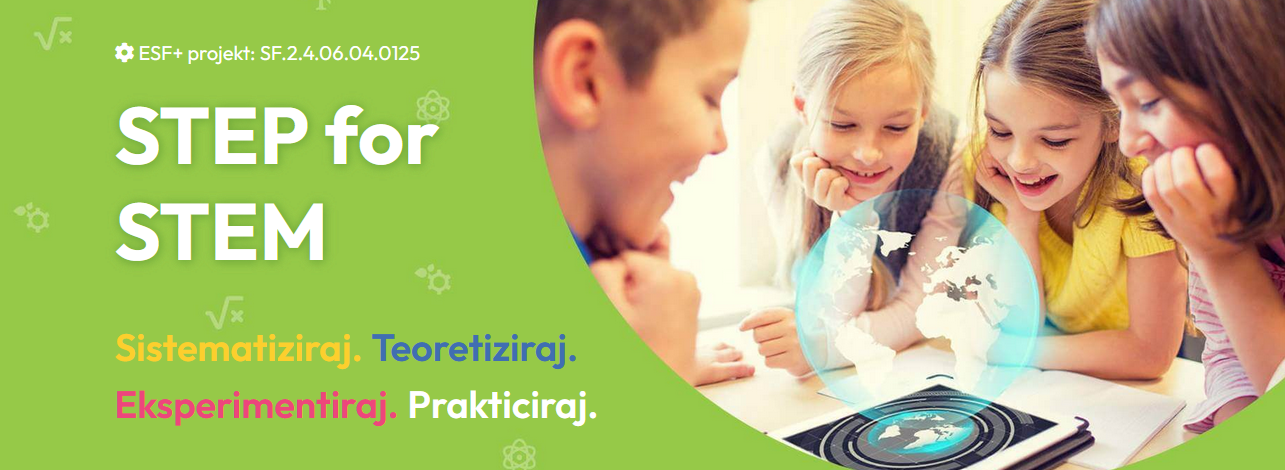 ESF+ projekt: SF.2.4.06.04.0125
STEP for
STEM
Sistematiziraj. Teoretiziraj.
Eksperimentiraj. Prakticiraj.